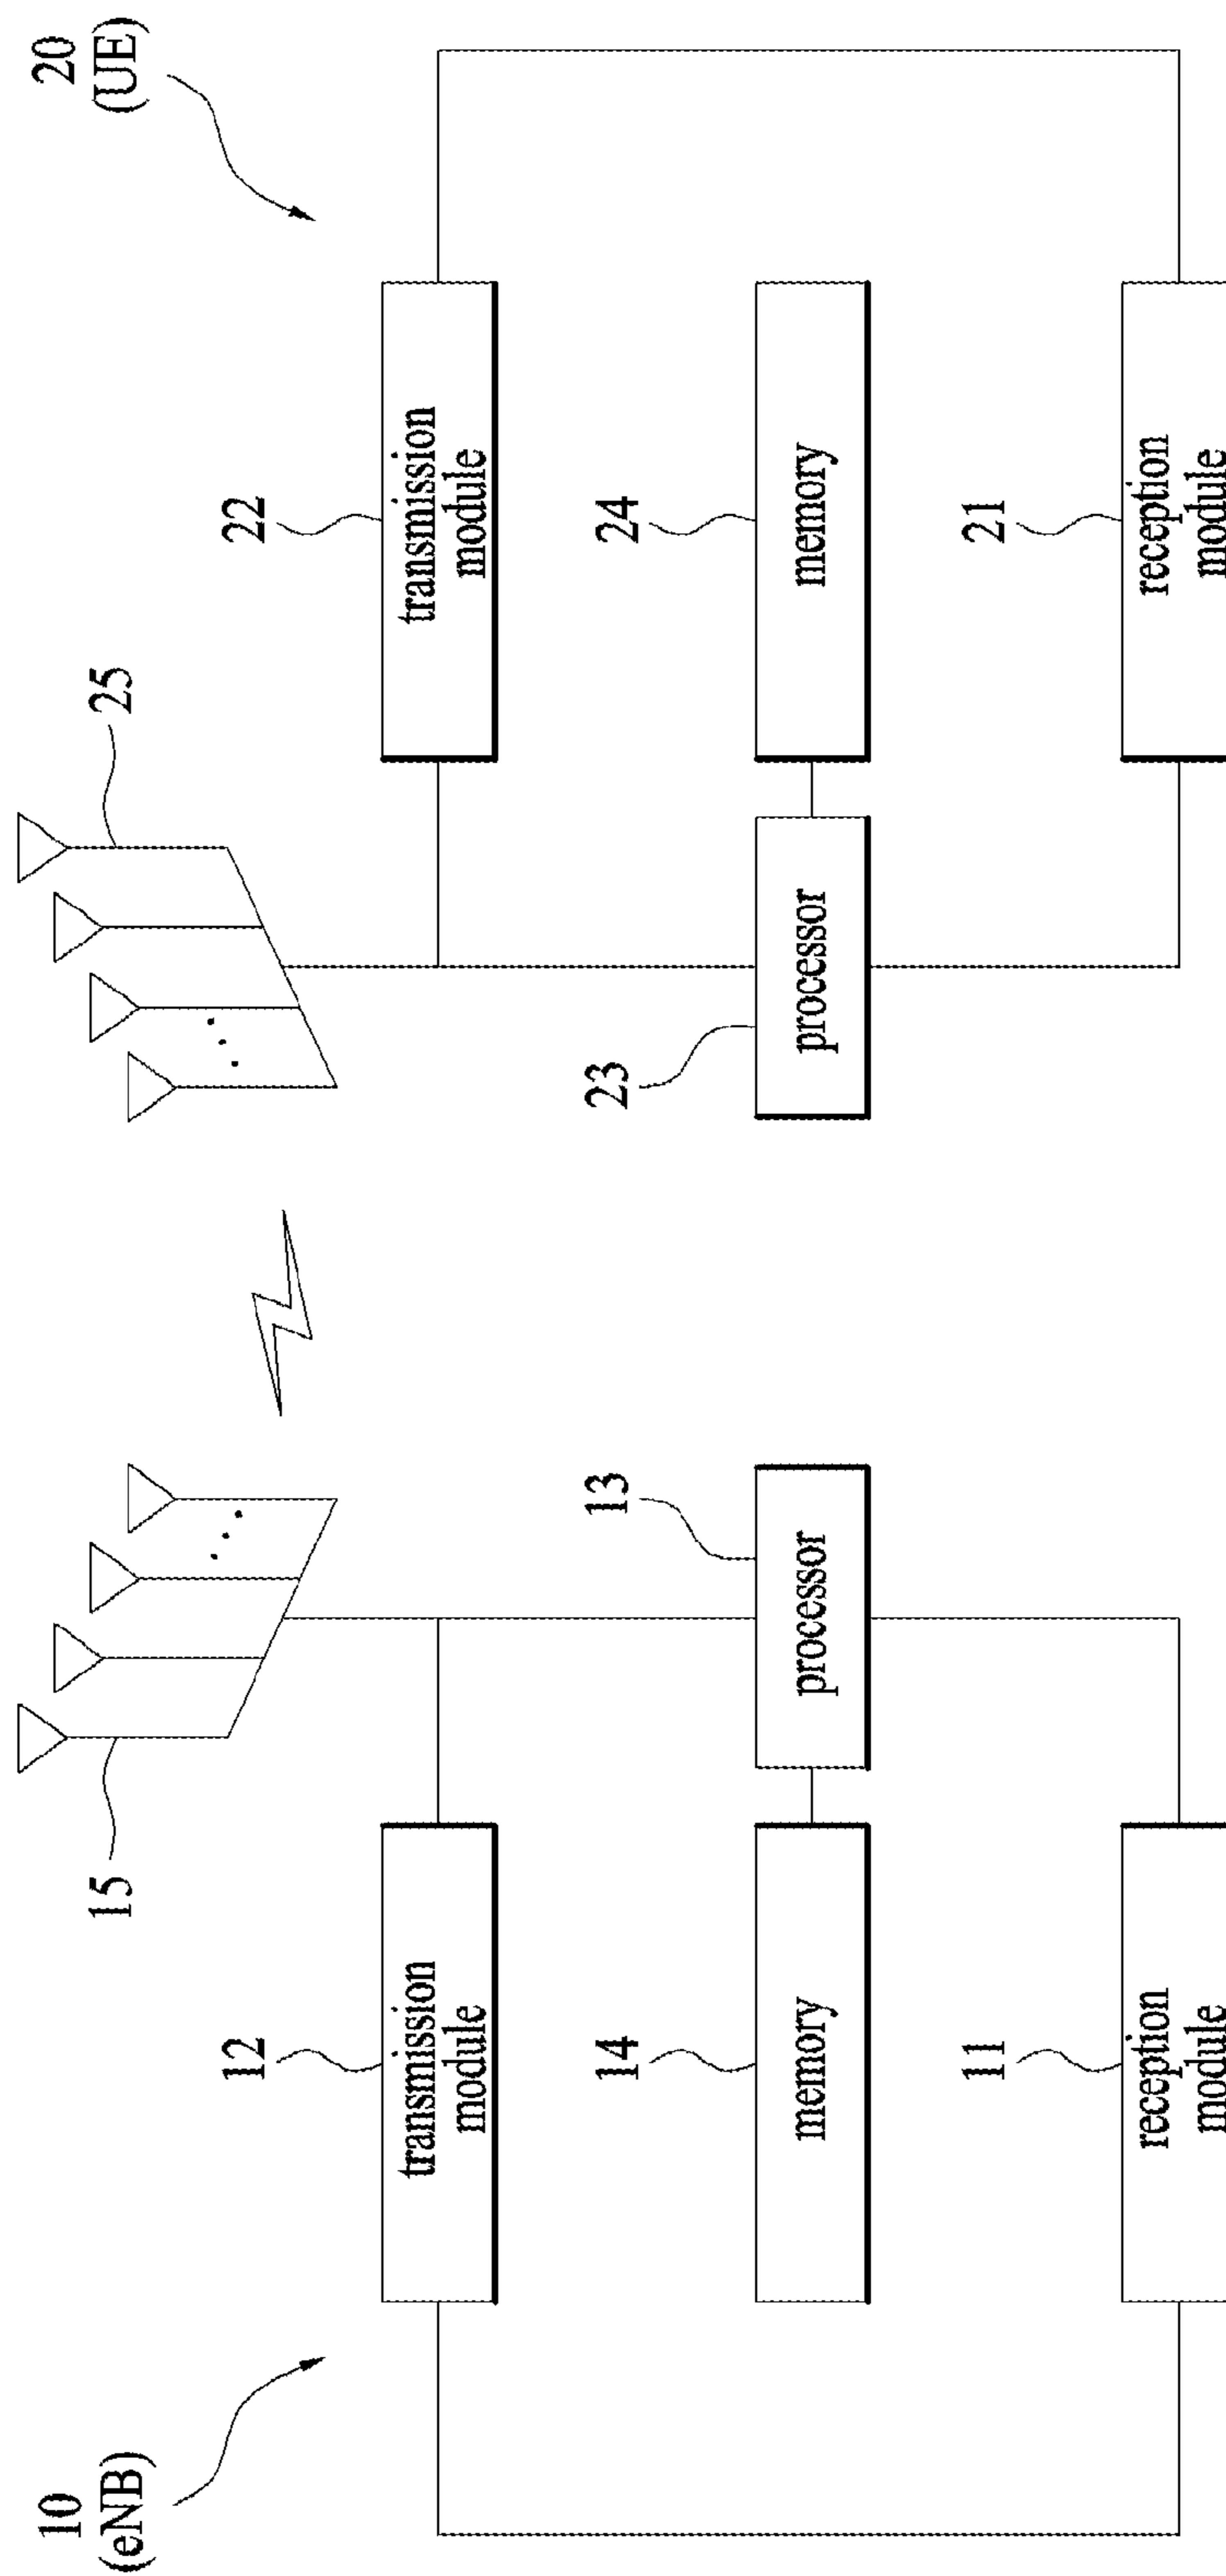 10
(eNB)
20
(UE)
15
25
12
transmission
module
22
transmission
module
13
processor
23
processor
14
memory
24
memory
11
reception
module
21
reception
module